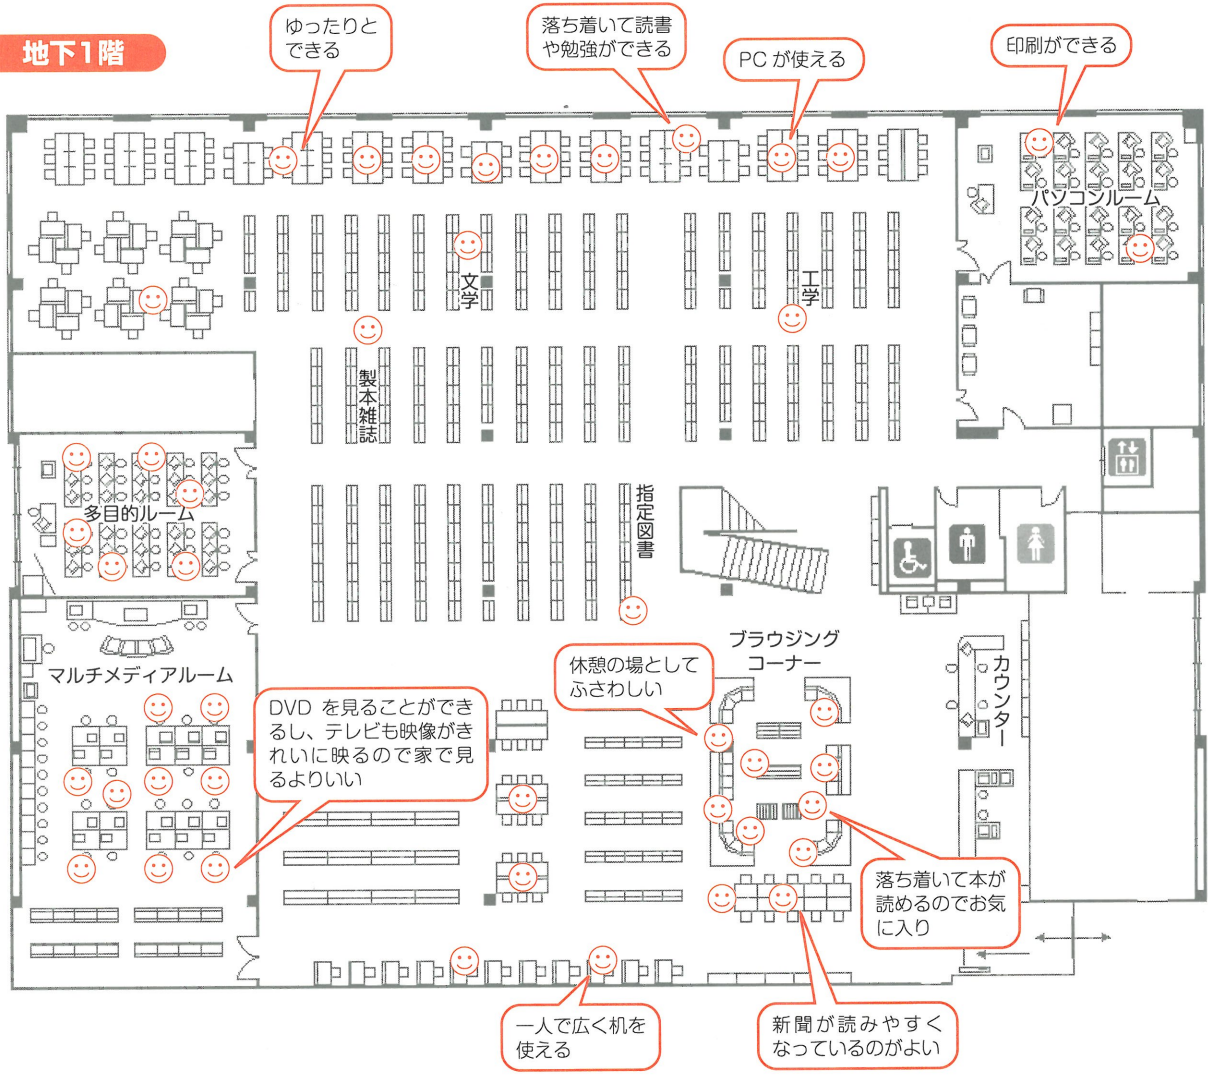 地下1階
ゆったりと
できる
落ち着いて読書
や勉強ができる
PC が使える
印刷ができる
パソコンルーム
文学
工学
製本雑誌
指定図書
多目的ルーム
マルチメディアルーム
DVD を見ることができ
るし、テレビも映像がき
れいに映るので家で見
るよりいい
休憩の場として
ふさわしい
ブラウジング
コーナー
カウンター
落ち着いて本が
読めるのでお気
に入り
一人で広く机を
使える
新聞が読みやすく
なっているのがよい